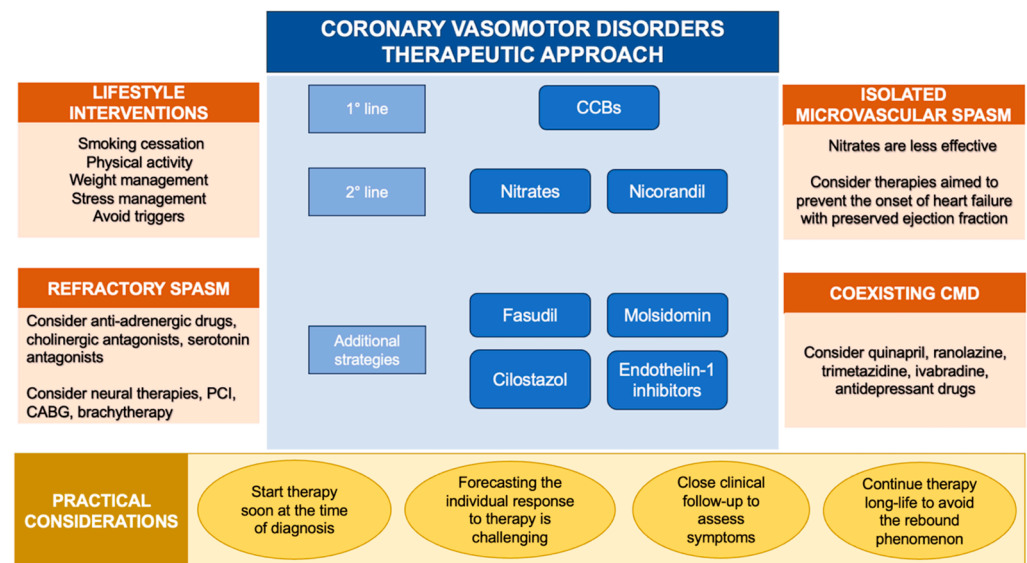 CORONARY VASOMOTOR DISORDERS
THERAPEUTIC APPROACH
LIFESTYLE
INTERVENTIONS
Smoking cessation
Physical activity
Weight management
Stress management
Avoid triggers
REFRACTORY SPASM
Consider anti-adrenergic drugs,
cholinergic antagonists, serotonin
antagonists
Consider neural therapies, PCI,
CABG, brachytherapy
1° line
CCBs
2° line
Nitrates
Nicorandil
Additional
strategies
Fasudil
Molsidomin
Cilostazol
Endothelin-1
inhibitors
ISOLATED
MICROVASCULAR SPASM
Nitrates are less effective
Consider therapies aimed to
prevent the onset of heart failure
with preserved ejection fraction
COEXISTING CMD
Consider quinapril, ranolazine,
trimetazidine, ivabradine,
antidepressant drugs
PRACTICAL
CONSIDERATIONS
Start therapy
soon at the time
of diagnosis
Forecasting the
individual response
to therapy is
challenging
Close clinical
follow-up to
assess
symptoms
Continue therapy
long-life to avoid
the rebound
phenomenon